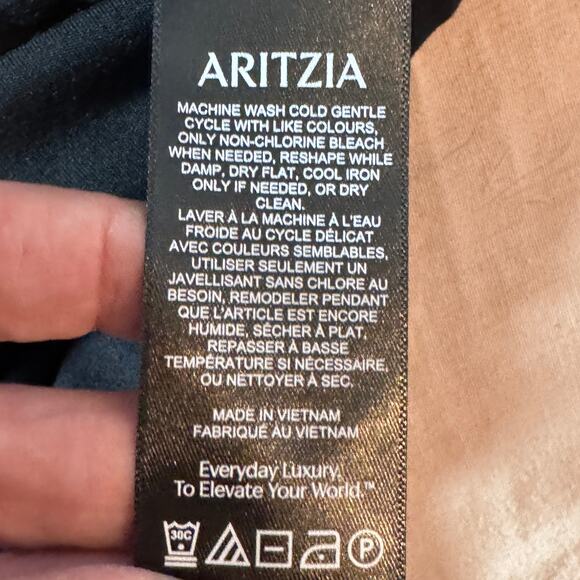 ARITZIA
MACHINE WASH COLD GENTLE
CYCLE WITH LIKE COLOURS,
ONLY NON-CHLORINE BLEACH
WHEN NEEDED, RESHAPE WHILE
DAMP, DRY FLAT, COOL IRON
ONLY IF NEEDED, OR DRY
CLEAN.
LAVER À LA MACHINE À L'EAU
FROIDE AU CYCLE DÉLICAT
AVEC COULEURS SEMBLABLES,
UTILISER SEULEMENT UN
JAVELLISANT SANS CHLORE AU
BESOIN, REMODELER PENDANT
QUE L'ARTICLE EST ENCORE
HUMIDE, SÉCHER À PLAT,
REPASSER À BASSE
TEMPÉRATURE SI NÉCESSAIRE,
OU NETTOYER À SEC.
MADE IN VIETNAM
FABRIQUÉ AU VIETNAM
Everyday Luxury.
To Elevate Your World.™
30C P